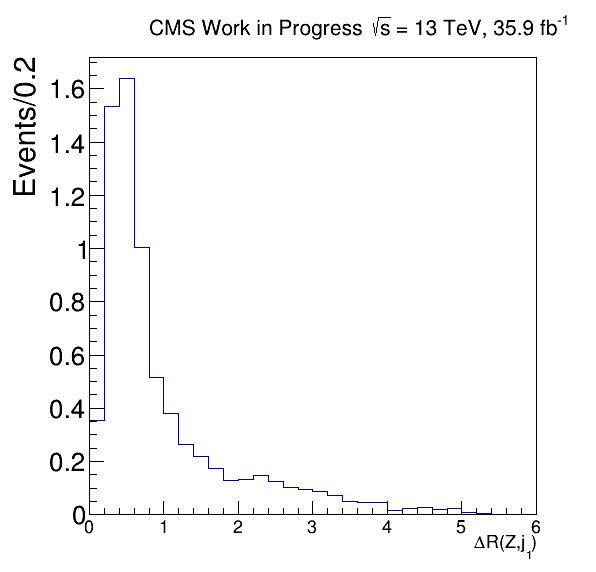 CMS Work in Progress √s = 13 TeV, 35.9 fb⁻¹
Events/0.2
1.6
1.4
1.2
1
0.8
0.6
0.4
0.2
0
0 1 2 3 4 5 6
ΔR(Z,j₁)